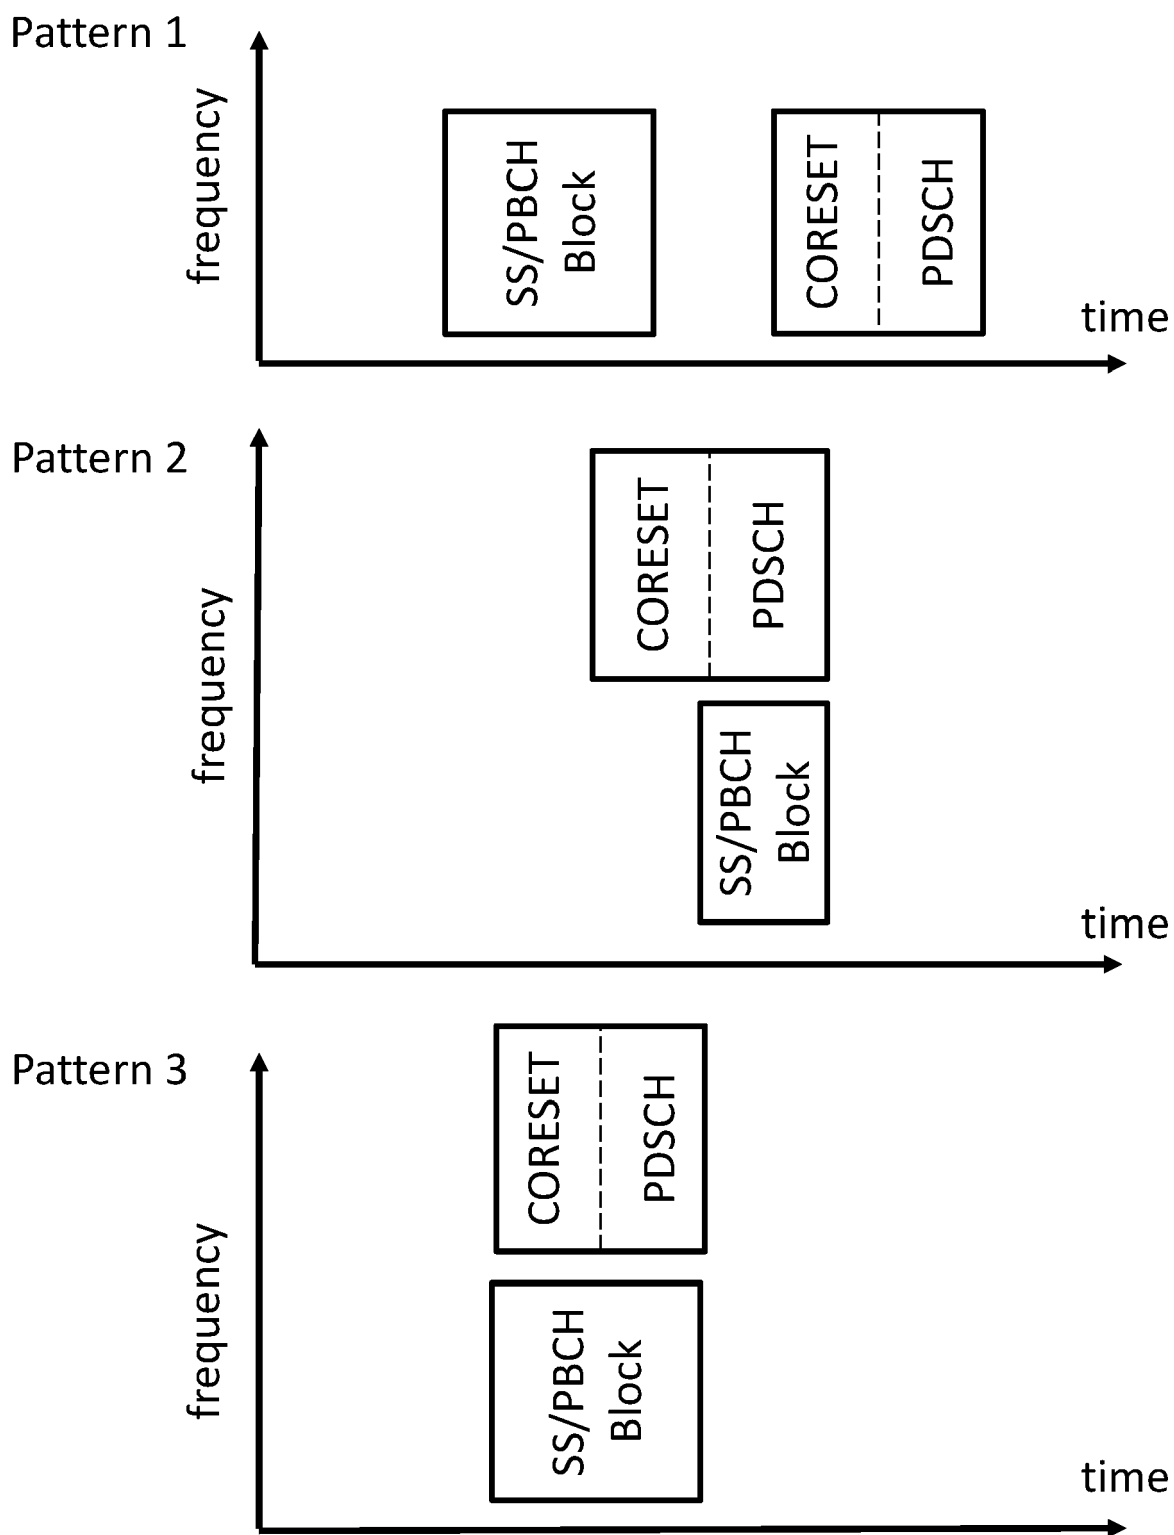 Pattern 1
frequency
SS/PBCH
Block
CORESET
PDSCH
time
Pattern 2
frequency
CORESET
PDSCH
SS/PBCH
Block
time
Pattern 3
frequency
CORESET
PDSCH
SS/PBCH
Block
time